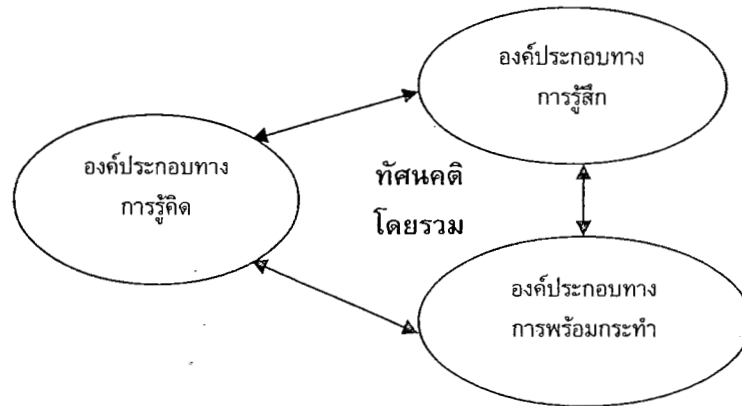 องค์ประกอบทาง
การรู้สึก
องค์ประกอบทาง
การรู้คิด
ทัศนคติ
โดยรวม
องค์ประกอบทาง
การพร้อมกระทำ